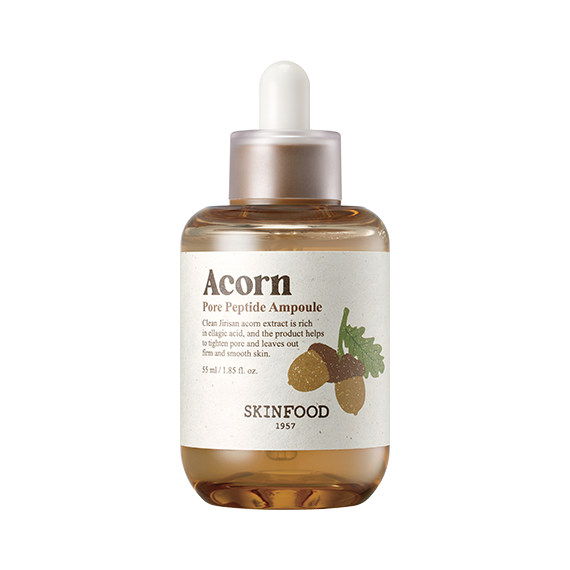 Acorn
Pore Peptide Ampoule
Clean Jirisan acorn extract is rich
in ellagic acid, and the product helps
to tighten pore and leaves out
firm and smooth skin.
55 ml / 1.85 fl. oz.
SKINFOOD
1957